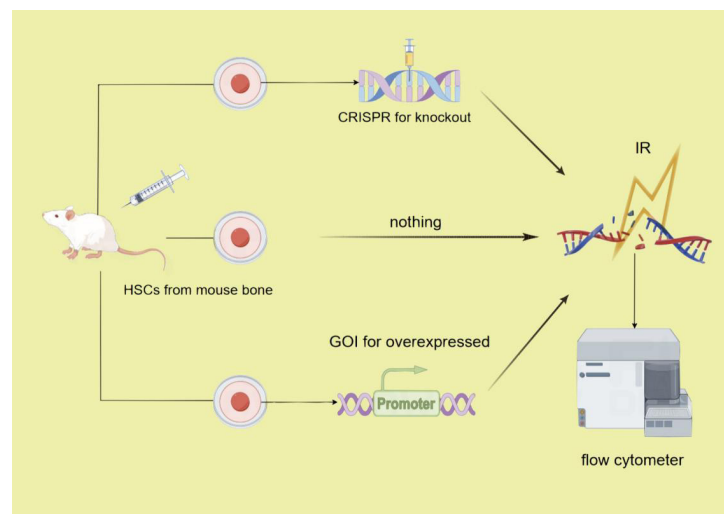 CRISPR for knockout
IR
nothing
HSCs from mouse bone
GOI for overexpressed
Promoter
flow cytometer